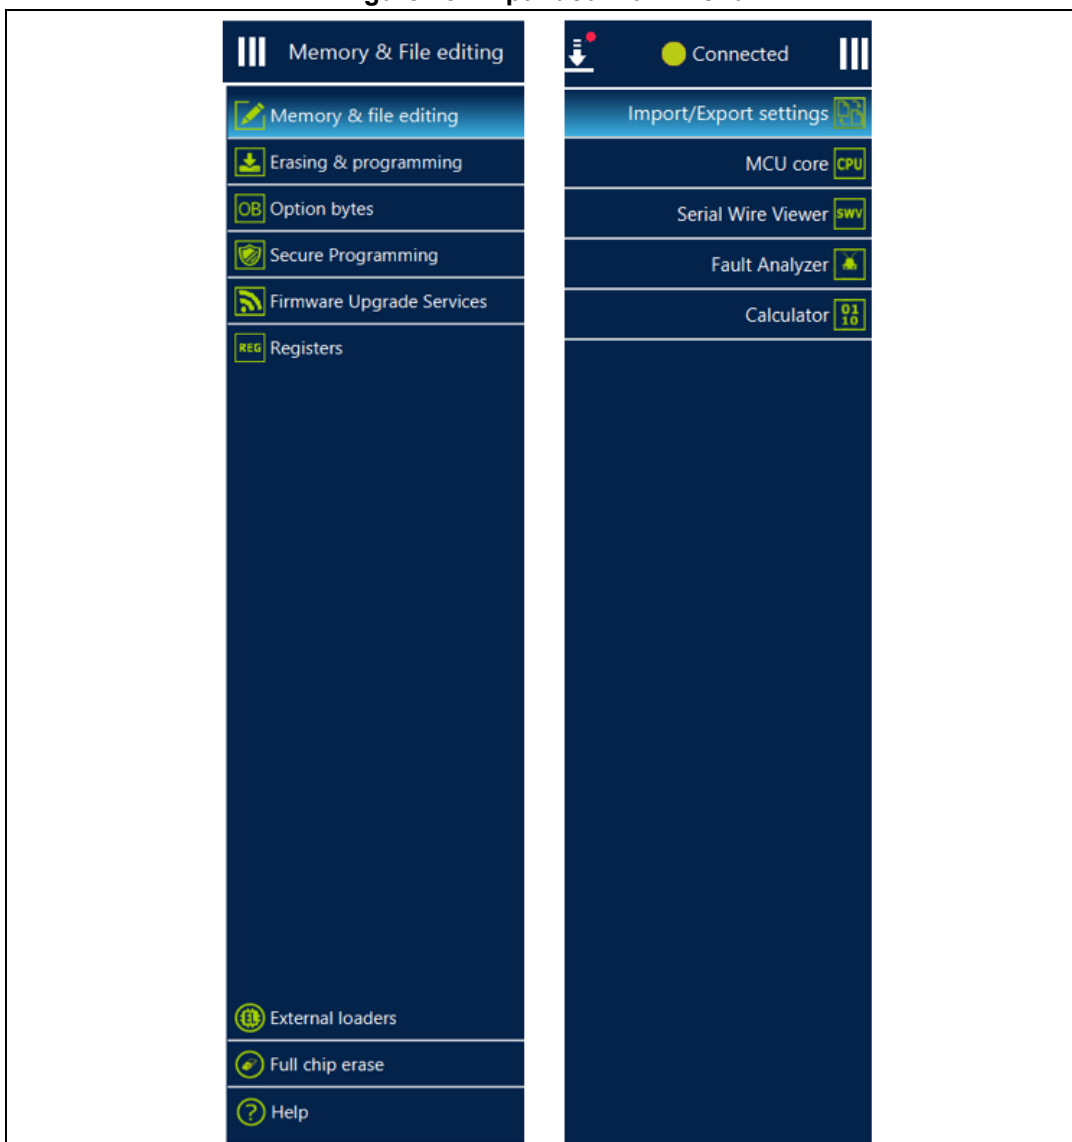 Memory & File editing
Memory & file editing
Erasing & programming
OB Option bytes
Secure Programming
Firmware Upgrade Services
REG Registers
EL External loaders
Full chip erase
? Help
Connected
Import/Export settings
MCU core CPU
Serial Wire Viewer SWV
Fault Analyzer
Calculator 01
10